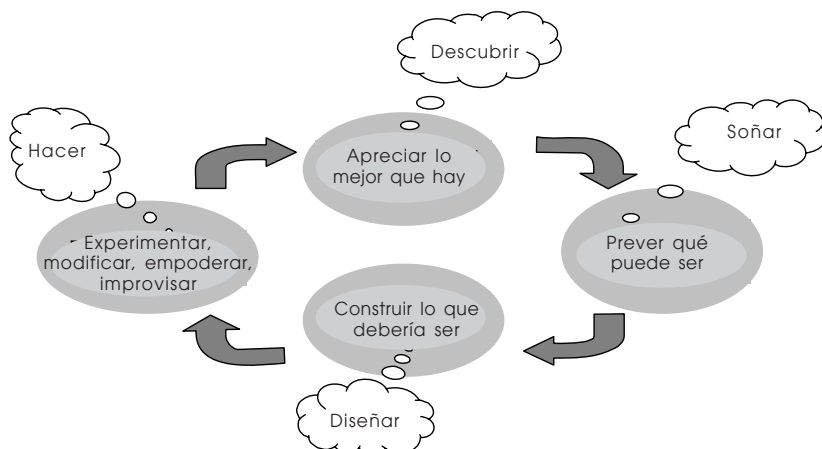 Descubrir
Soñar
Hacer
Apreciar lo
mejor que hay
Experimentar,
modificar, empoderar,
improvisar
Prever qué
puede ser
Construir lo que
debería ser
Diseñar